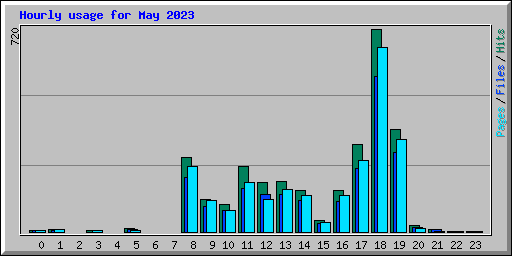 Hourly usage for May 2023
720
Pages/Files/Hits
0 1 2 3 4 5 6 7 8 9 10 11 12 13 14 15 16 17 18 19 20 21 22 23